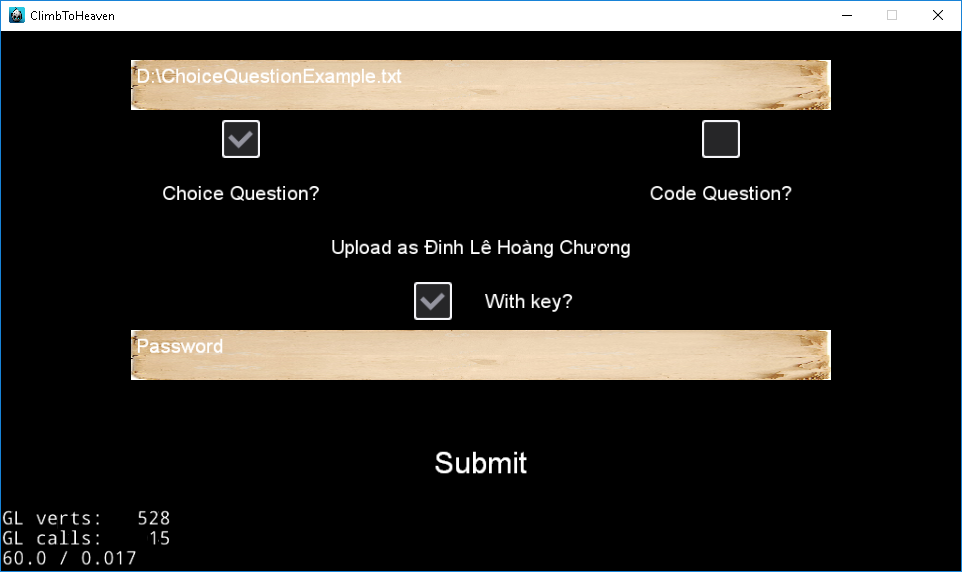 ClimbToHeaven
D:\ChoiceQuestionExample.txt
Choice Question? Code Question?
Upload as Đinh Lê Hoàng Chương
With key?
Password
Submit
GL verts: 528
GL calls: 15
60.0 / 0.017